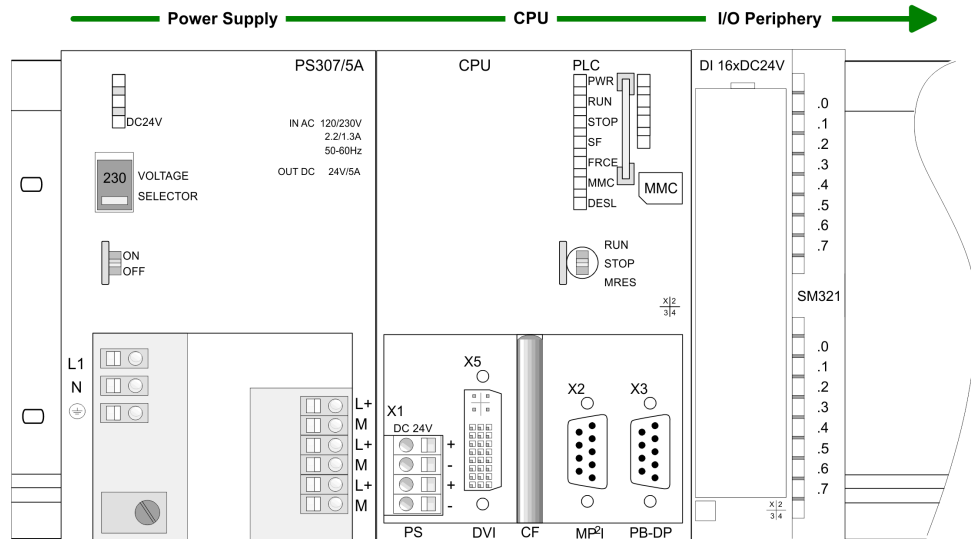 Power Supply CPU I/O Periphery
PS307/5A
DC24V
IN AC 120/230V
2.2/1.3A
50-60Hz
OUT DC 24V/5A
230 VOLTAGE
SELECTOR
ON
OFF
L1
N
L+
M
L+
M
L+
M
CPU
PLC
PWR
RUN
STOP
SF
FRCE
MMC
DESL
MMC
RUN
STOP
MRES
X 2
3 4
X1
DC 24V
+
-
+
-
PS
X5
DVI
CF
X2
MP²I
X3
PB-DP
DI 16xDC24V
.0
.1
.2
.3
.4
.5
.6
.7
SM321
.0
.1
.2
.3
.4
.5
.6
.7
X 2
3 4